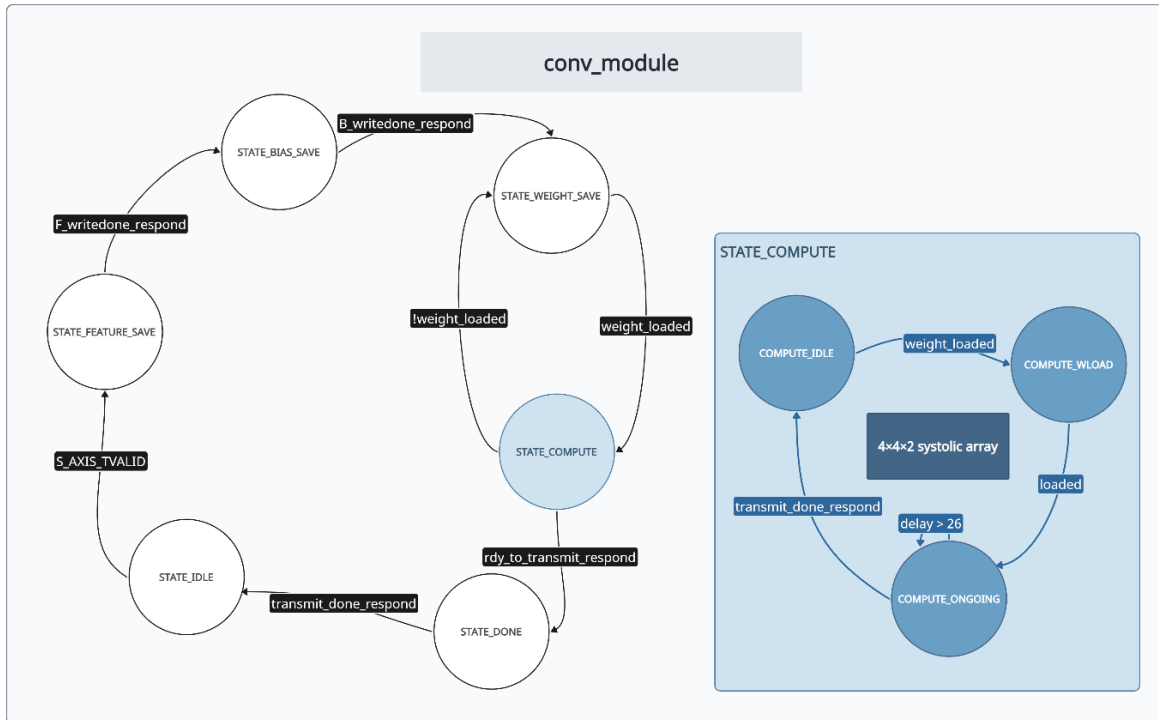 conv_module
B_writedone_respond
STATE_BIAS_SAVE
STATE_WEIGHT_SAVE
F_writedone_respond
STATE_FEATURE_SAVE
!weight_loaded
weight_loaded
STATE_COMPUTE
S_AXIS_TVALID
rdy_to_transmit_respond
STATE_IDLE
transmit_done_respond
STATE_DONE
STATE_COMPUTE
COMPUTE_IDLE
weight_loaded
COMPUTE_WLOAD
4×4×2 systolic array
loaded
transmit_done_respond
delay > 26
COMPUTE_ONGOING